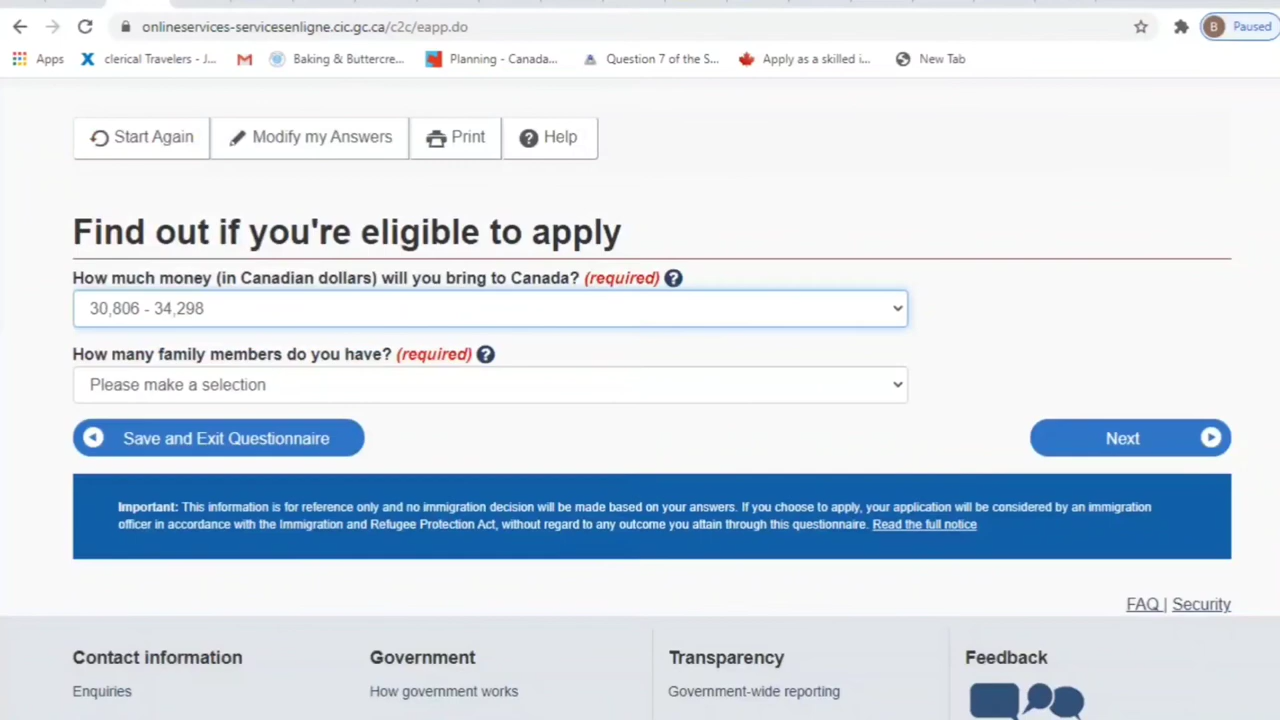 onlineservices-servicesenligne.cic.gc.ca/c2c/eapp.do
B Paused
Apps
clerical Travelers - J...
Baking & Buttercre...
Planning - Canada...
Question 7 of the S...
Apply as a skilled i...
New Tab
Start Again
Modify my Answers
Print
Help
Find out if you're eligible to apply
How much money (in Canadian dollars) will you bring to Canada? (required) ?
30,806 - 34,298
How many family members do you have? (required) ?
Please make a selection
Save and Exit Questionnaire
Next
Important: This information is for reference only and no immigration decision will be made based on your answers. If you choose to apply, your application will be considered by an immigration
officer in accordance with the Immigration and Refugee Protection Act, without regard to any outcome you attain through this questionnaire. Read the full notice
FAQ | Security
Contact information
Government
Transparency
Feedback
Enquiries
How government works
Government-wide reporting